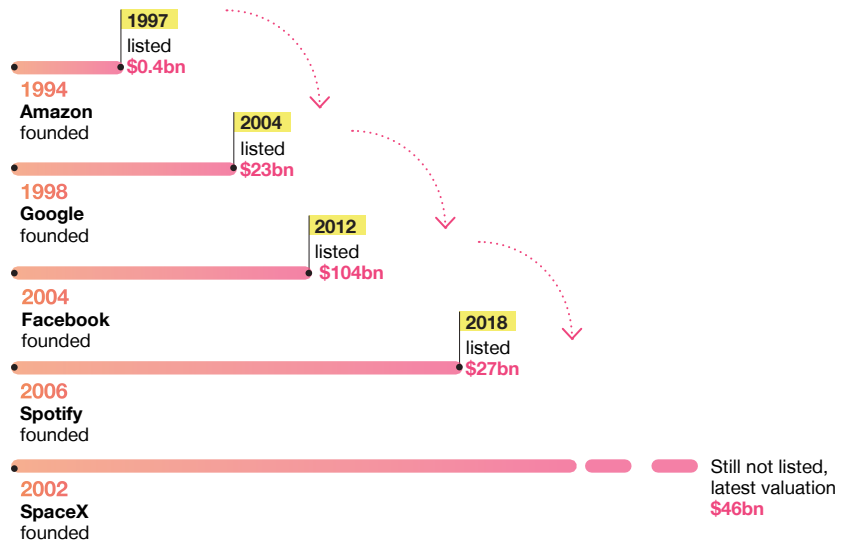 1997
listed
$0.4bn
1994
Amazon
founded
2004
listed
$23bn
1998
Google
founded
2012
listed
$104bn
2004
Facebook
founded
2018
listed
$27bn
2006
Spotify
founded
Still not listed,
latest valuation
$46bn
2002
SpaceX
founded